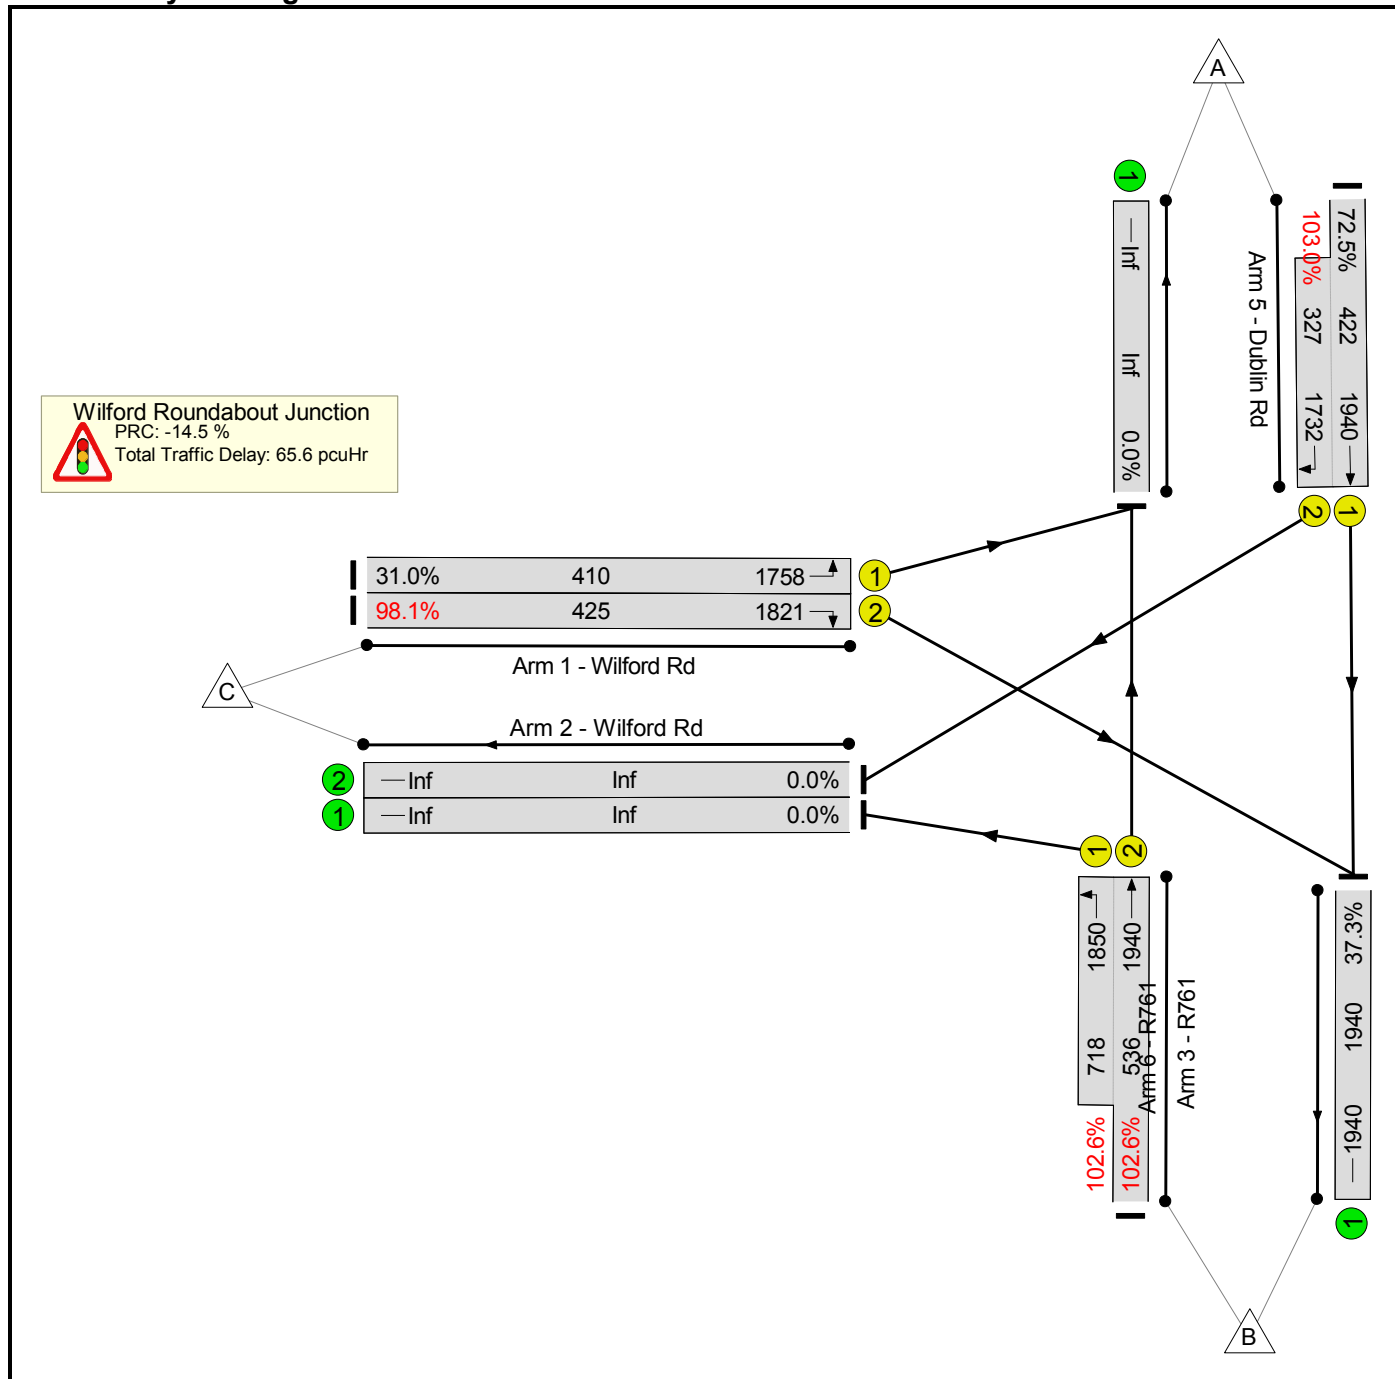 A
1
Inf
Inf
0.0%
Arm 5 - Dublin Rd
72.5% 422 1940
103.0% 327 1732
2 1
Wilford Roundabout Junction
PRC: -14.5 %
Total Traffic Delay: 65.6 pcuHr
31.0% 410 1758 1
98.1% 425 1821 2
Arm 1 - Wilford Rd
C
Arm 2 - Wilford Rd
2 Inf Inf 0.0%
1 Inf Inf 0.0%
1 2
1850 718 102.6%
1940 536 102.6%
Arm 6 - R761
Arm 3 - R761
37.3% 1940 1940
1
B